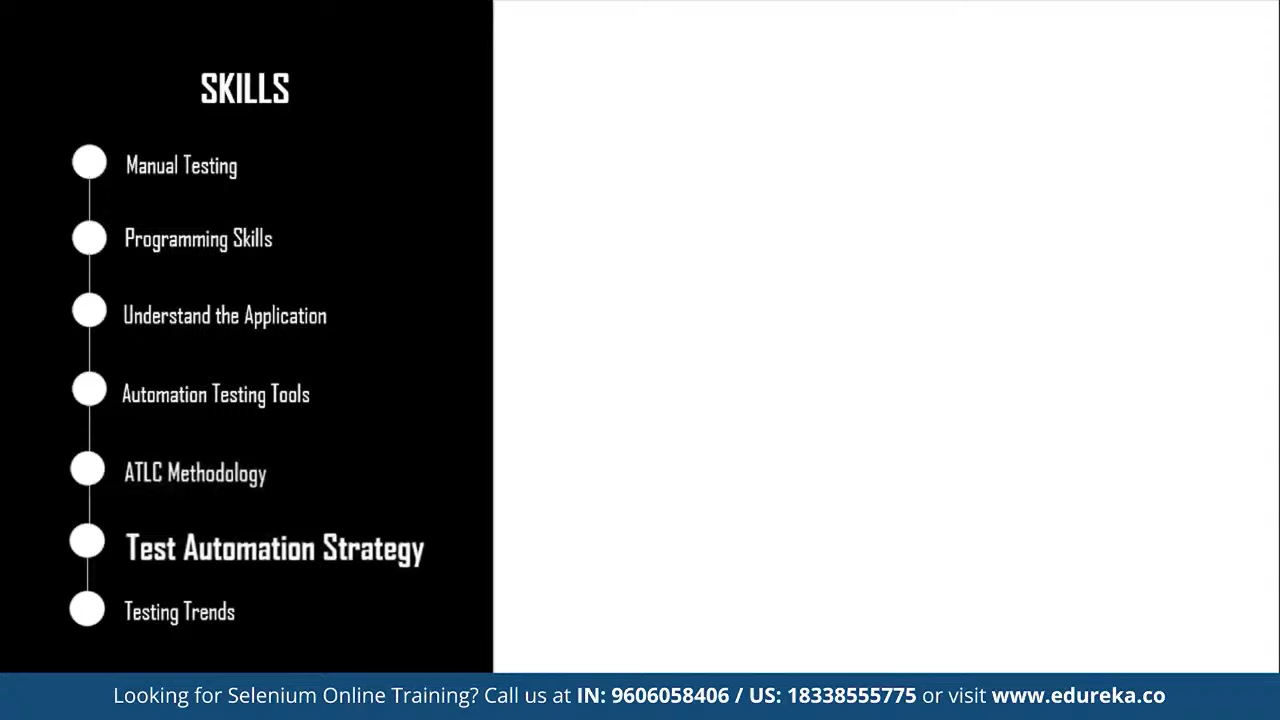 SKILLS
Manual Testing
Programming Skills
Understand the Application
Automation Testing Tools
ATLC Methodology
Test Automation Strategy
Testing Trends
Looking for Selenium Online Training? Call us at IN: 9606058406 / US: 18338555775 or visit www.edureka.co